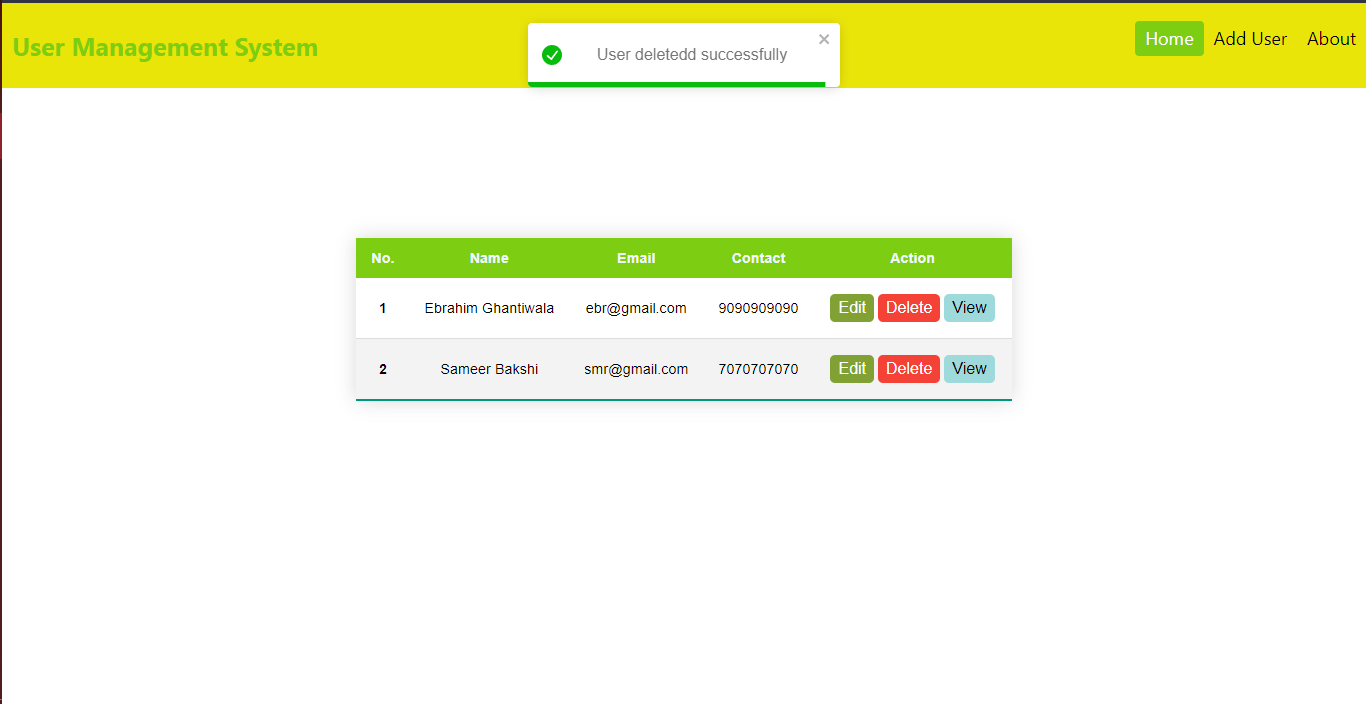 User Management System
User deletedd successfully
Home Add User About
No. Name Email Contact Action
1 Ebrahim Ghantiwala ebr@gmail.com 9090909090 Edit Delete View
2 Sameer Bakshi smr@gmail.com 7070707070 Edit Delete View